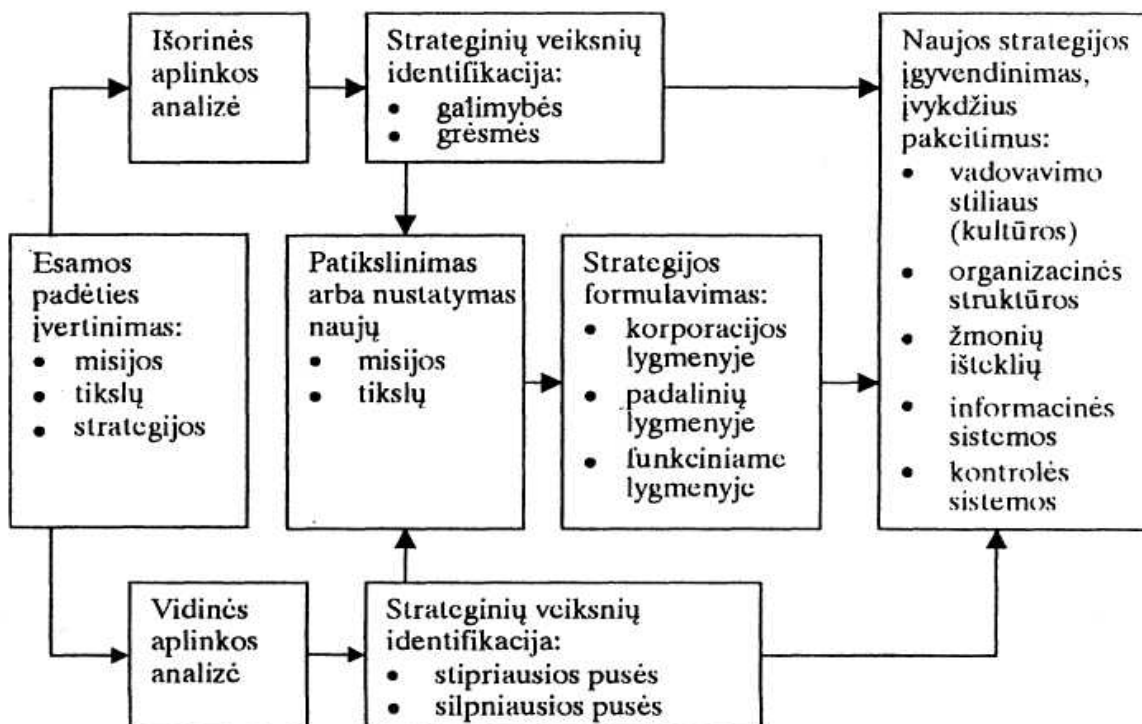 Išorinės
aplinkos
analizė
Strateginių veiksnių
identifikacija:
• galimybės
• grėsmės
Naujos strategijos
įgyvendinimas,
įvykdžius
pakeitimus:
• vadovavimo
stiliaus
(kultūros)
• organizacinės
struktūros
• žmonių
išteklių
• informacinės
sistemos
• kontrolės
sistemos
Esamos
padėties
įvertinimas:
• misijos
• tikslų
• strategijos
Patikslinimas
arba nustatymas
naujų
• misijos
• tikslų
Strategijos
formulavimas:
• korporacijos
lygmenyje
• padalinių
lygmenyje
• funkciniame
lygmenyje
Vidinės
aplinkos
analizė
Strateginių veiksnių
identifikacija:
• stipriausios pusės
• silpniausios pusės